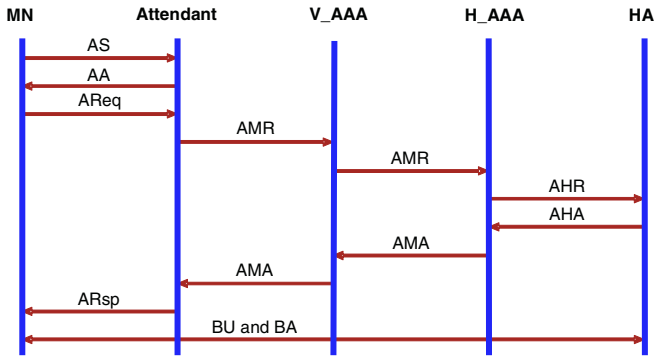 MN Attendant V_AAA H_AAA HA
AS
AA
AReq
AMR
AMR
AHR
AHA
AMA
AMA
ARsp
BU and BA